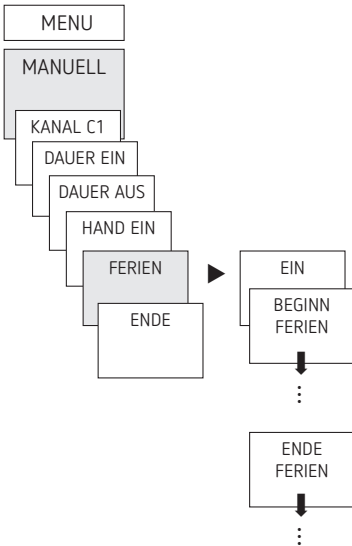 MENU
MANUELL
KANAL C1
DAUER EIN
DAUER AUS
HAND EIN
FERIEN
ENDE
EIN
BEGINN
FERIEN
ENDE
FERIEN